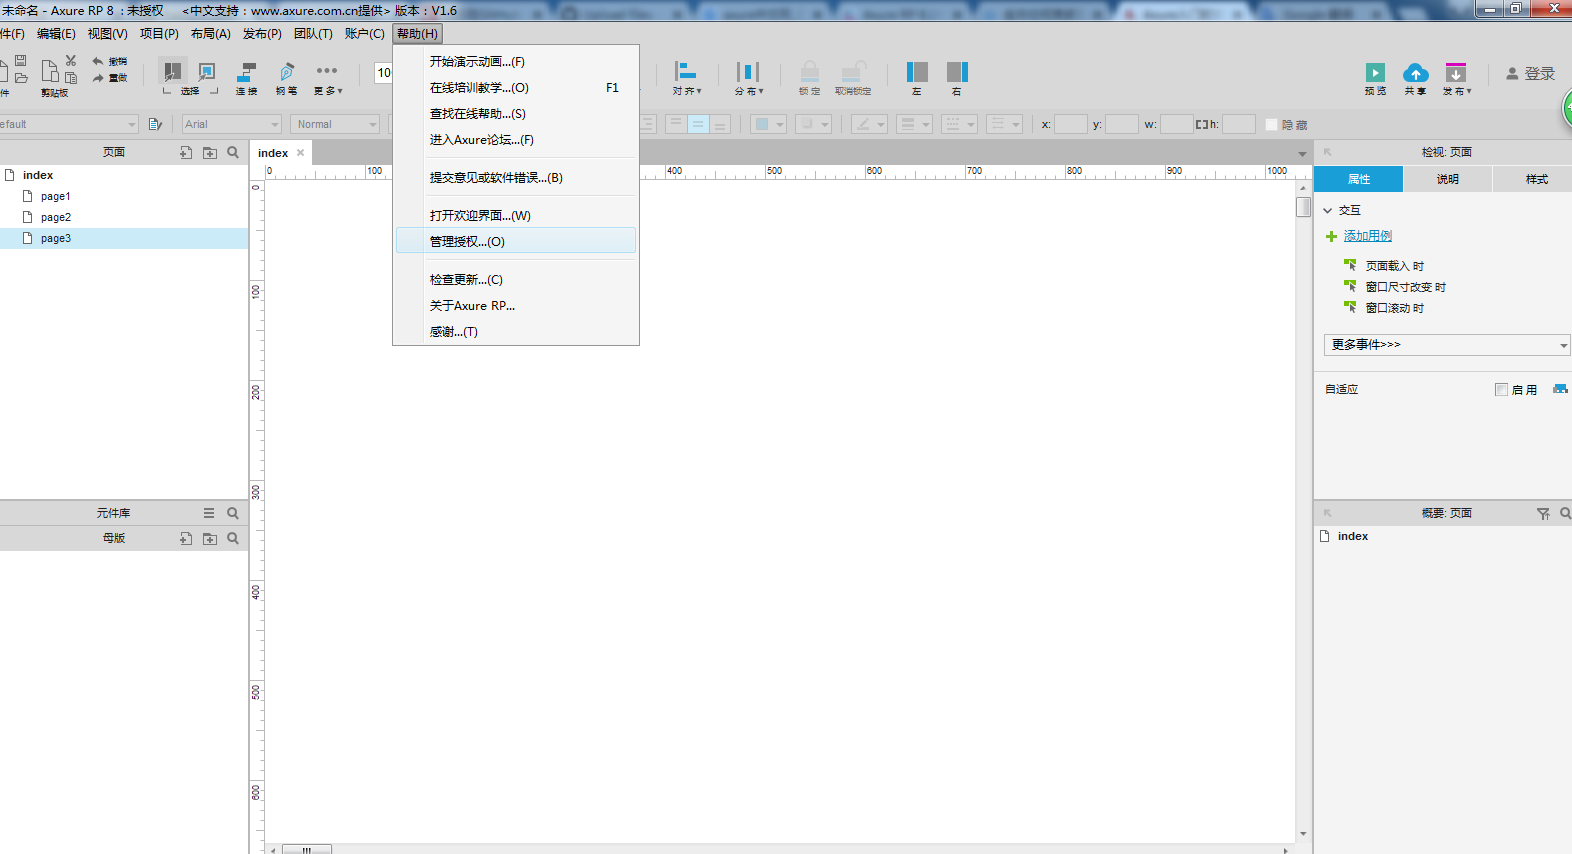 未命名 - Axure RP 8 : 未授权 <中文支持 : www.axure.com.cn提供> 版本 : V1.6
件(F) 编辑(E) 视图(V) 项目(P) 布局(A) 发布(P) 团队(T) 账户(C) 帮助(H)
撤销
重做
件 剪贴板 选择 连接 钢笔 更多 10 对齐 分布 锁定 取消锁定 左 右 预览 共享 发布 登录
efault Arial Normal x: y: w: h: 隐藏
开始演示动画...(F)
在线培训教学...(O) F1
查找在线帮助...(S)
进入Axure论坛...(F)
提交意见或软件错误...(B)
打开欢迎界面...(W)
管理授权...(O)
检查更新...(C)
关于Axure RP...
感谢...(T)
页面
index
page1
page2
page3
元件库
母版
index
0 100 400 500 600 700 800 900 1000
0
100
200
300
400
500
600
检视: 页面
属性 说明 样式
交互
添加用例
页面载入 时
窗口尺寸改变 时
窗口滚动 时
更多事件>>>
自适应 启用
概要: 页面
index